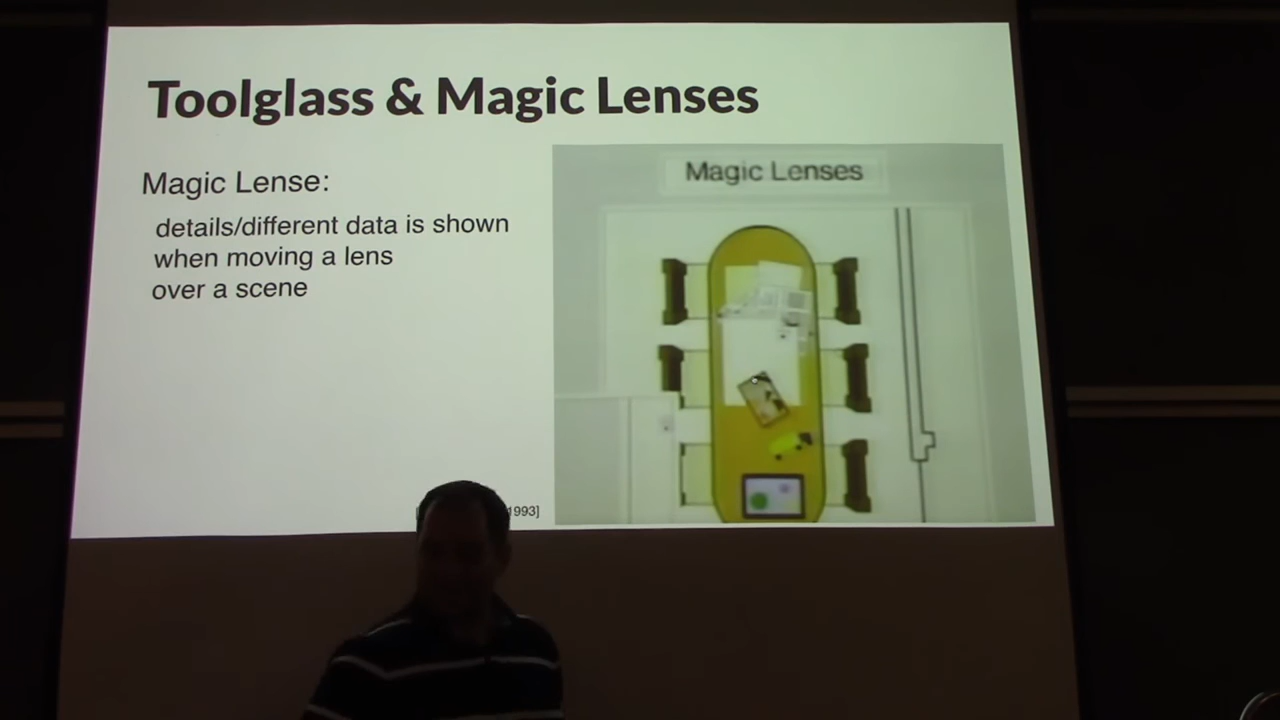 Toolglass & Magic Lenses
Magic Lense:
details/different data is shown
when moving a lens
over a scene
Magic Lenses
1993]